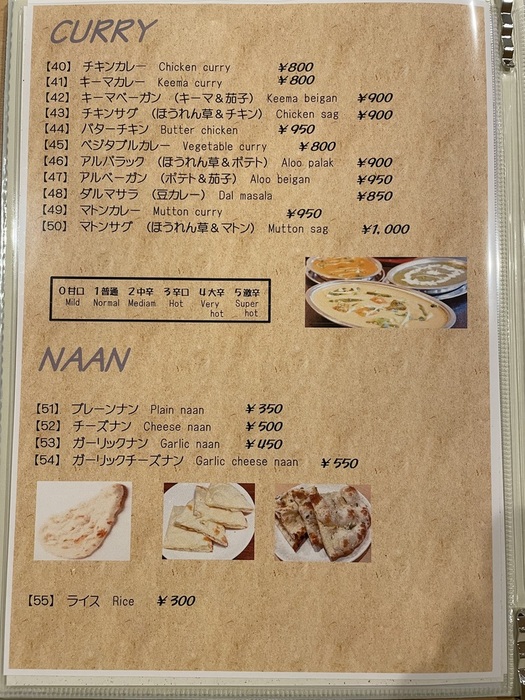 CURRY
【40】 チキンカレー Chicken curry ¥800
【41】 キーマカレー Keema curry ¥800
【42】 キーマベーガン （キーマ＆茄子） Keema beigan ¥900
【43】 チキンサグ （ほうれん草＆チキン） Chicken sag ¥900
【44】 バターチキン Butter chicken ¥950
【45】 ベジタブルカレー Vegetable curry ¥800
【46】 アルパラック （ほうれん草＆ポテト） Aloo palak ¥900
【47】 アルベーガン （ポテト＆茄子） Aloo beigan ¥950
【48】 ダルマサラ （豆カレー） Dal masala ¥850
【49】 マトンカレー Mutton curry ¥950
【50】 マトンサグ （ほうれん草＆マトン） Mutton sag ¥1,000
0甘口 1普通 2中辛 3辛口 4大辛 5激辛
Mild Normal Mediam Hot Very hot Super hot
NAAN
【51】 プレーンナン Plain naan ¥350
【52】 チーズナン Cheese naan ¥500
【53】 ガーリックナン Garlic naan ¥450
【54】 ガーリックチーズナン Garlic cheese naan ¥550
【55】 ライス Rice ¥300